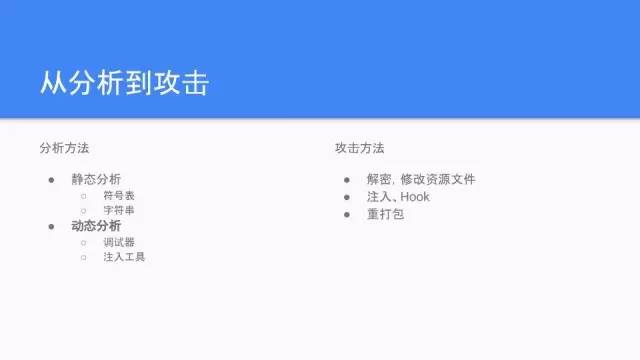 从分析到攻击
分析方法
● 静态分析
○ 符号表
○ 字符串
● 动态分析
○ 调试器
○ 注入工具
攻击方法
● 解密，修改资源文件
● 注入、Hook
● 重打包